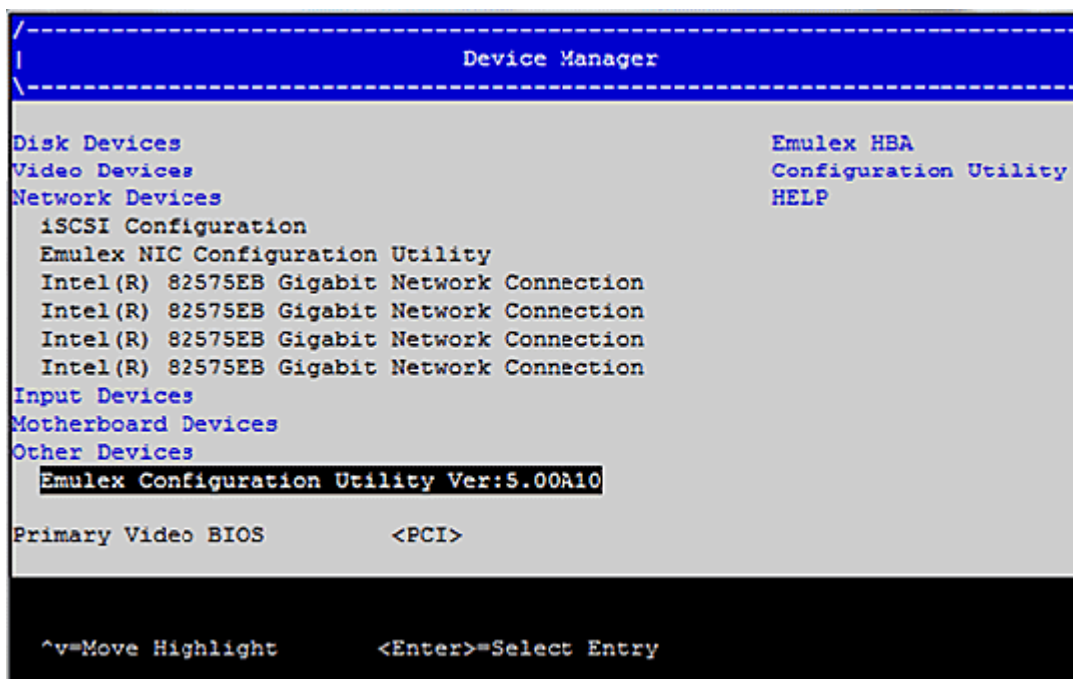 /---------------------------------------------------------------------------
| Device Manager
\---------------------------------------------------------------------------
Disk Devices
Video Devices
Network Devices
iSCSI Configuration
Emulex NIC Configuration Utility
Intel(R) 82575EB Gigabit Network Connection
Intel(R) 82575EB Gigabit Network Connection
Intel(R) 82575EB Gigabit Network Connection
Intel(R) 82575EB Gigabit Network Connection
Input Devices
Motherboard Devices
Other Devices
Emulex Configuration Utility Ver:5.00A10
Primary Video BIOS <PCI>
Emulex HBA
Configuration Utility
HELP
^v=Move Highlight <Enter>=Select Entry